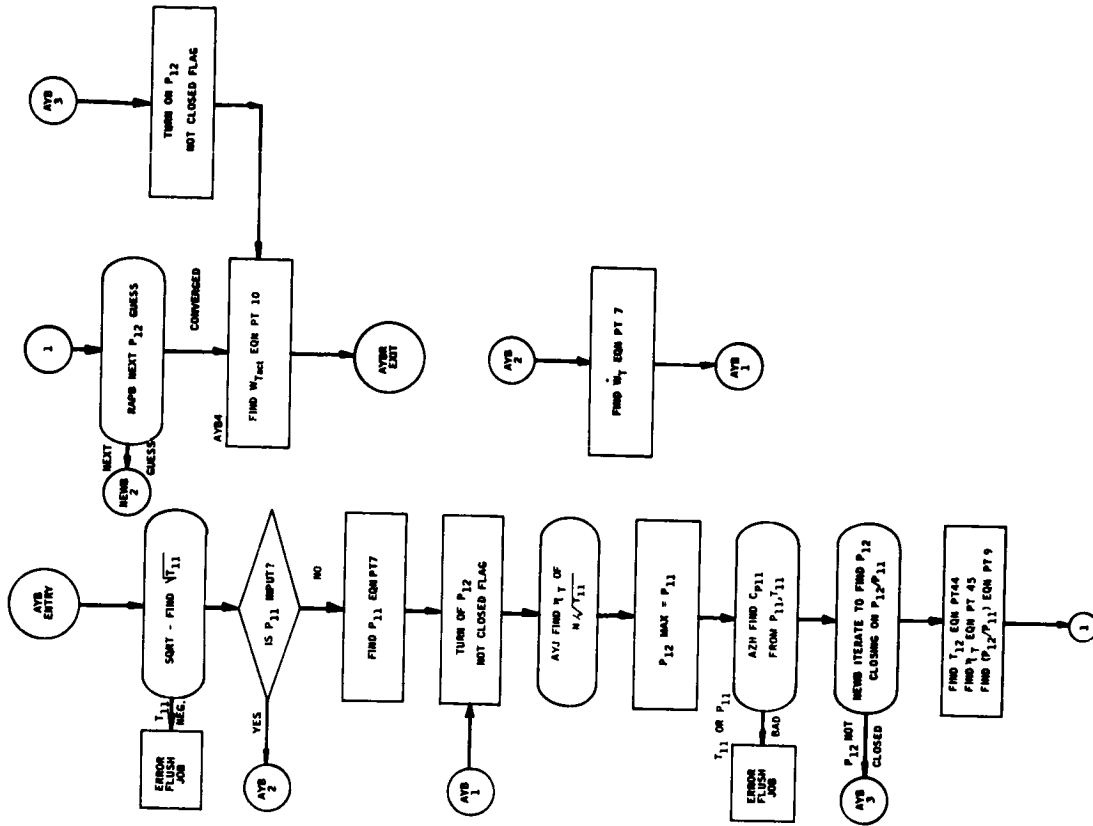 AYB
ENTRY
SQRT - FIND √T11
T11
NEG.
ERROR
FLUSH
JOB
IS P11 INPUT?
YES
AYB
2
NO
FIND P11 EQN PT7
TURN OF P12
NOT CLOSED FLAG
AYB
1
AYJ FIND η T OF
N/√T11
P12 MAX = P11
AZH FIND CP11
FROM P11,T11
T11 OR P11
BAD
ERROR
FLUSH
JOB
NEWB ITERATE TO FIND P12
CLOSING ON P12/P11
P12 NOT
CLOSED
AYB
3
FIND T12 EQN PT44
FIND η T EQN PT 45
FIND (P12/P11) EQN PT9
1
1
RAPB NEXT P12 GUESS
NEXT
GUESS
NEWB
2
CONVERGED
AYB4
FIND WTact EQN PT 10
AYBR
EXIT
AYB
3
TURN ON P12
NOT CLOSED FLAG
AYB
2
FIND ẆT EQN PT 7
AYB
1